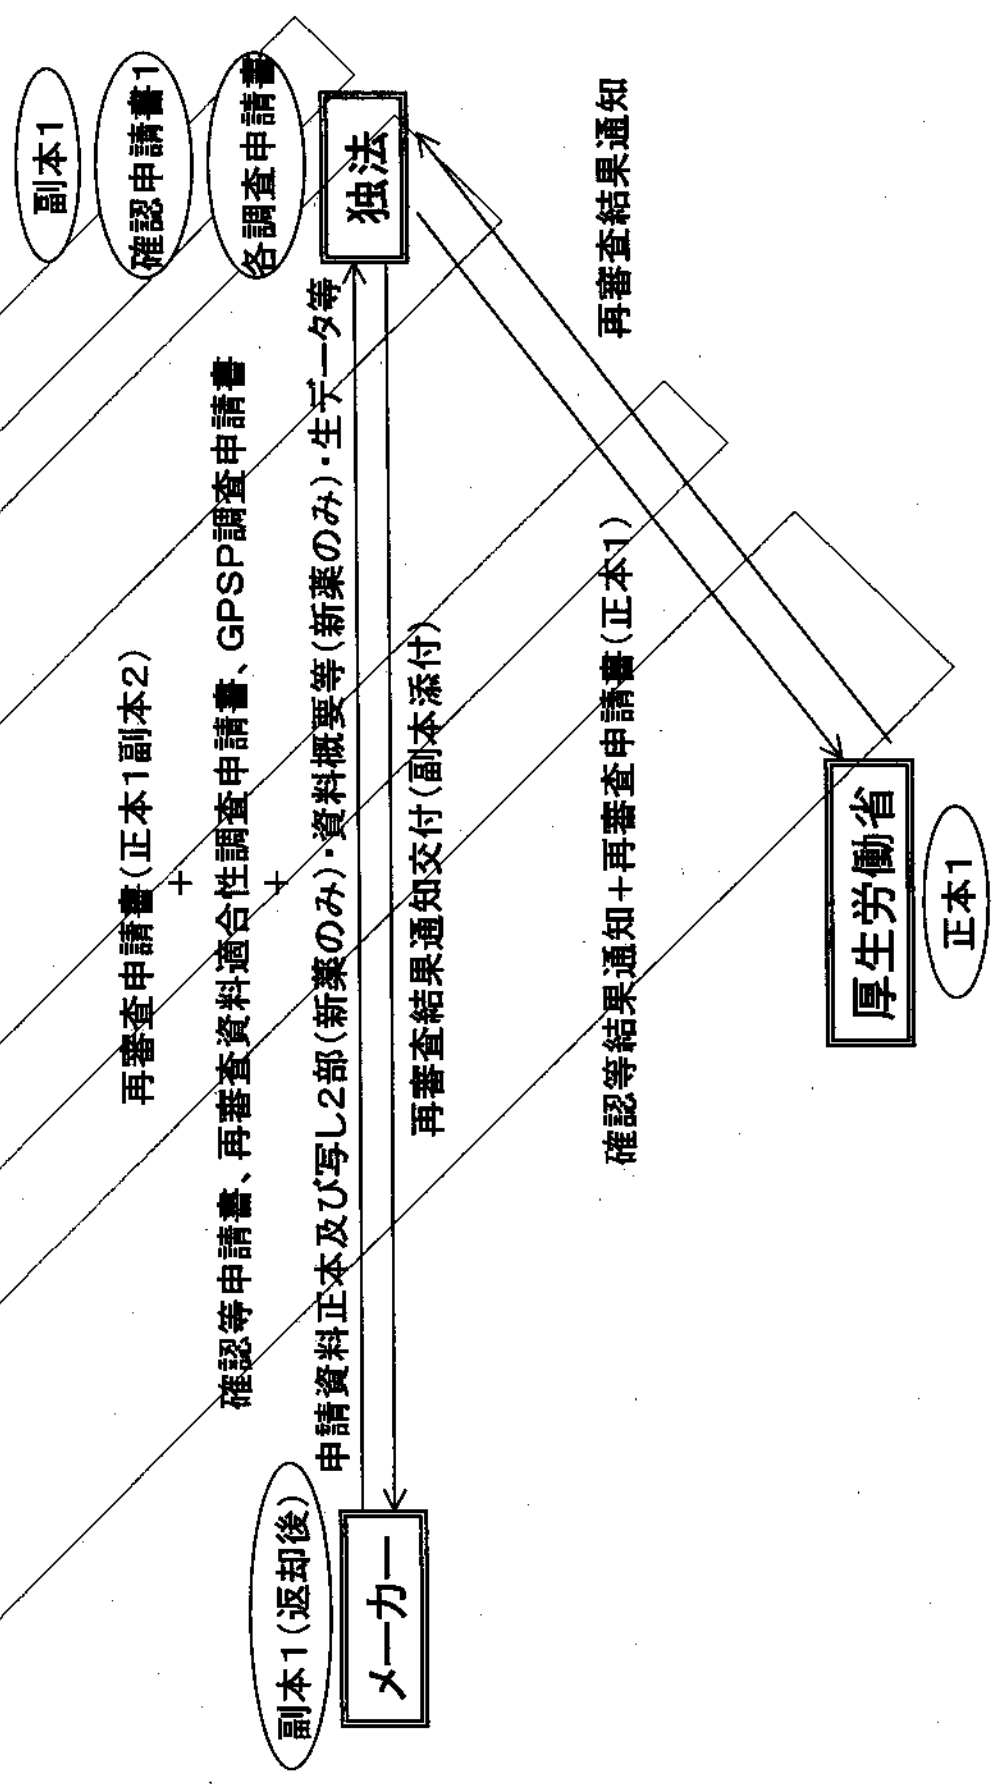 副本1
確認申請書1
各調査申請書
独法
再審査申請書(正本1副本2)
+
確認等申請書、再審査資料適合性調査申請書、GPSP調査申請書
+
申請資料正本及び写し2部(新薬のみ)・資料概要等(新薬のみ)・生データ等
再審査結果通知交付(副本添付)
副本1(返却後)
メーカー
再審査結果通知
確認等結果通知+再審査申請書(正本1)
厚生労働省
正本1